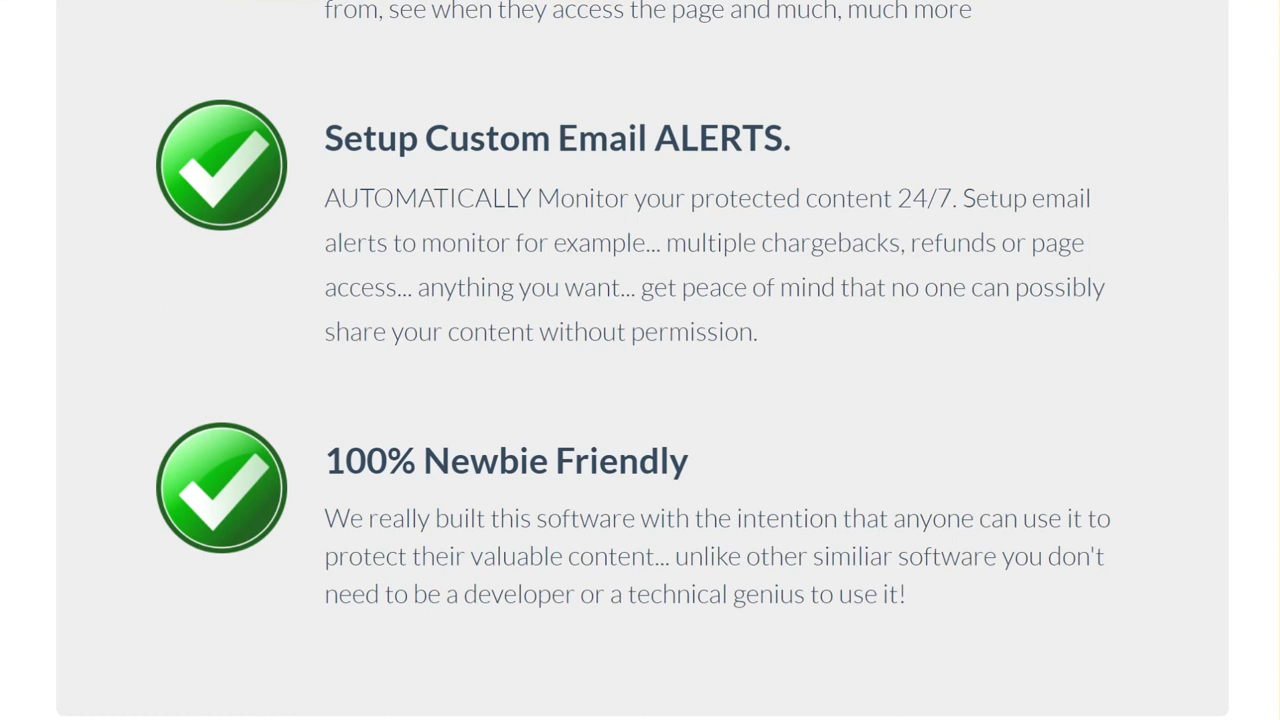 from, see when they access the page and much, much more
Setup Custom Email ALERTS.
AUTOMATICALLY Monitor your protected content 24/7. Setup email
alerts to monitor for example... multiple chargebacks, refunds or page
access... anything you want... get peace of mind that no one can possibly
share your content without permission.
100% Newbie Friendly
We really built this software with the intention that anyone can use it to
protect their valuable content... unlike other similiar software you don't
need to be a developer or a technical genius to use it!